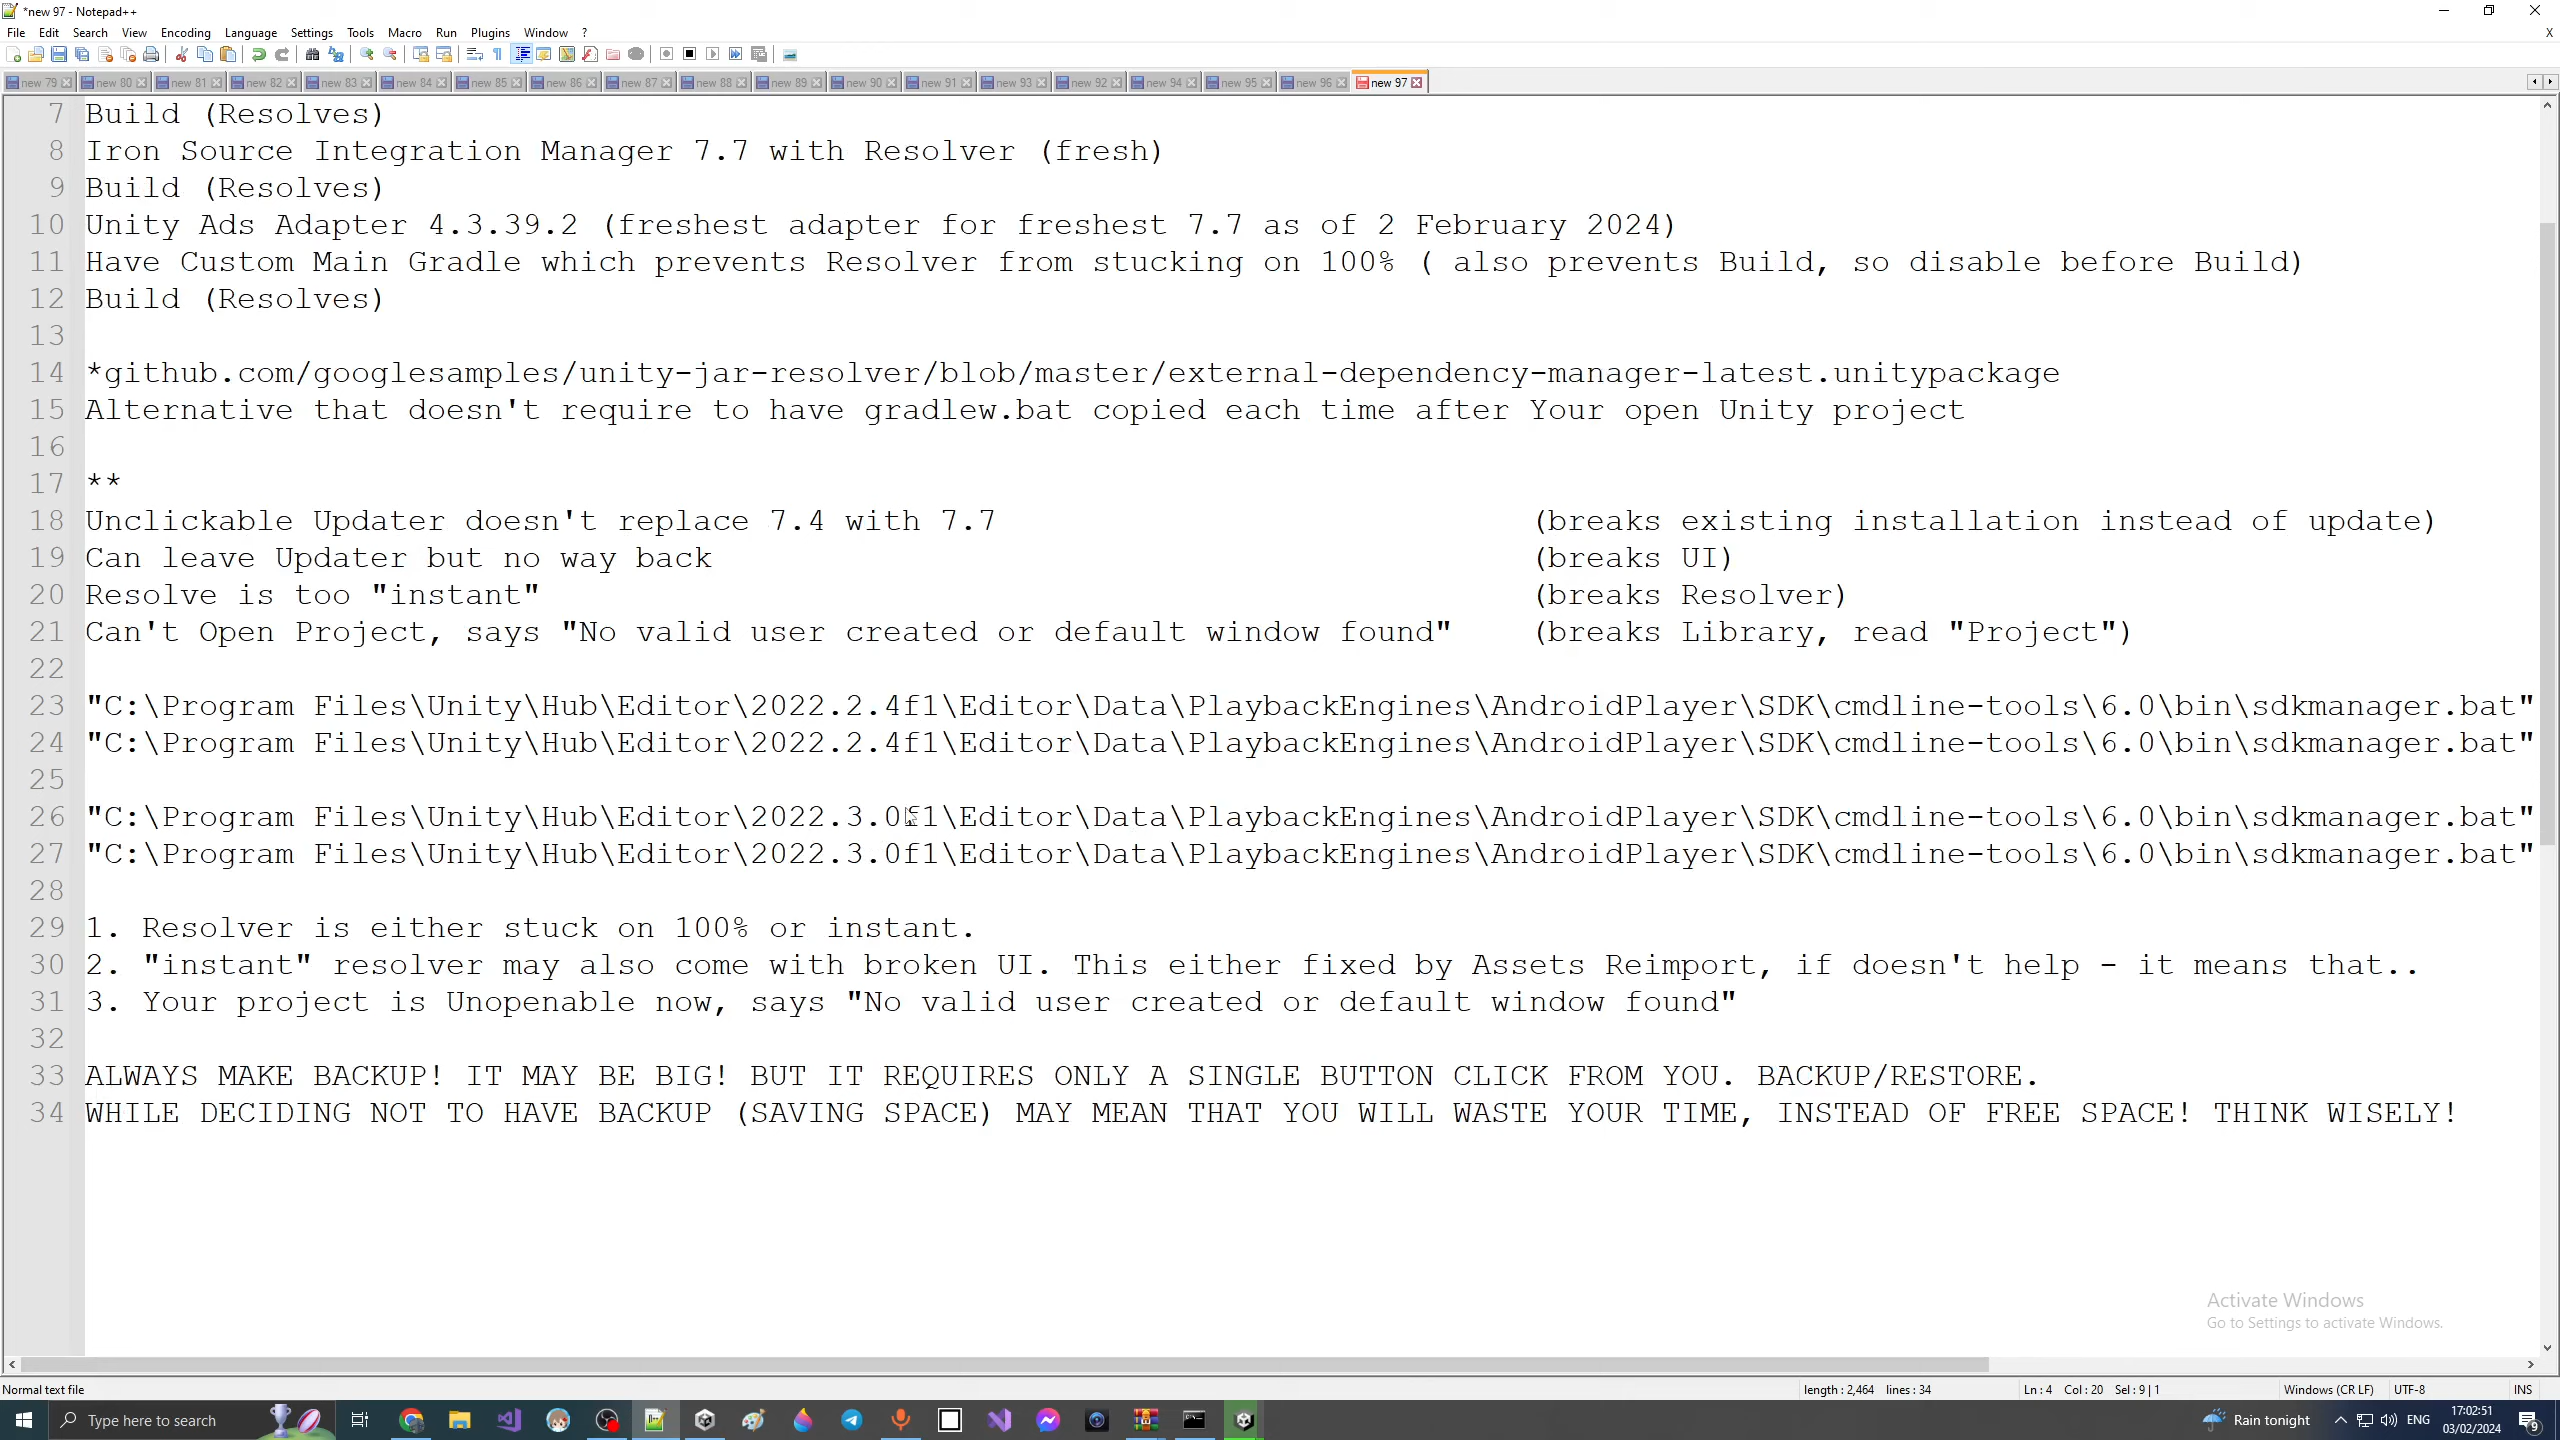 *new 97 - Notepad++
File Edit Search View Encoding Language Settings Tools Macro Run Plugins Window ?
X
new 79 new 80 new 81 new 82 new 83 new 84 new 85 new 86 new 87 new 88 new 89 new 90 new 91 new 93 new 92 new 94 new 95 new 96 new 97
7 Build (Resolves)
8 Iron Source Integration Manager 7.7 with Resolver (fresh)
9 Build (Resolves)
10 Unity Ads Adapter 4.3.39.2 (freshest adapter for freshest 7.7 as of 2 February 2024)
11 Have Custom Main Gradle which prevents Resolver from stucking on 100% ( also prevents Build, so disable before Build)
12 Build (Resolves)
13
14 *github.com/googlesamples/unity-jar-resolver/blob/master/external-dependency-manager-latest.unitypackage
15 Alternative that doesn't require to have gradlew.bat copied each time after Your open Unity project
16
17 **
18 Unclickable Updater doesn't replace 7.4 with 7.7 (breaks existing installation instead of update)
19 Can leave Updater but no way back (breaks UI)
20 Resolve is too "instant" (breaks Resolver)
21 Can't Open Project, says "No valid user created or default window found" (breaks Library, read "Project")
22
23 "C:\Program Files\Unity\Hub\Editor\2022.2.4f1\Editor\Data\PlaybackEngines\AndroidPlayer\SDK\cmdline-tools\6.0\bin\sdkmanager.bat"
24 "C:\Program Files\Unity\Hub\Editor\2022.2.4f1\Editor\Data\PlaybackEngines\AndroidPlayer\SDK\cmdline-tools\6.0\bin\sdkmanager.bat"
25
26 "C:\Program Files\Unity\Hub\Editor\2022.3.0f1\Editor\Data\PlaybackEngines\AndroidPlayer\SDK\cmdline-tools\6.0\bin\sdkmanager.bat"
27 "C:\Program Files\Unity\Hub\Editor\2022.3.0f1\Editor\Data\PlaybackEngines\AndroidPlayer\SDK\cmdline-tools\6.0\bin\sdkmanager.bat"
28
29 1. Resolver is either stuck on 100% or instant.
30 2. "instant" resolver may also come with broken UI. This either fixed by Assets Reimport, if doesn't help - it means that..
31 3. Your project is Unopenable now, says "No valid user created or default window found"
32
33 ALWAYS MAKE BACKUP! IT MAY BE BIG! BUT IT REQUIRES ONLY A SINGLE BUTTON CLICK FROM YOU. BACKUP/RESTORE.
34 WHILE DECIDING NOT TO HAVE BACKUP (SAVING SPACE) MAY MEAN THAT YOU WILL WASTE YOUR TIME, INSTEAD OF FREE SPACE! THINK WISELY!
Activate Windows
Go to Settings to activate Windows.
Normal text file length : 2,464 lines : 34 Ln : 4 Col : 20 Sel : 9 | 1 Windows (CR LF) UTF-8 INS
Type here to search Rain tonight ENG 17:02:51
03/02/2024 9